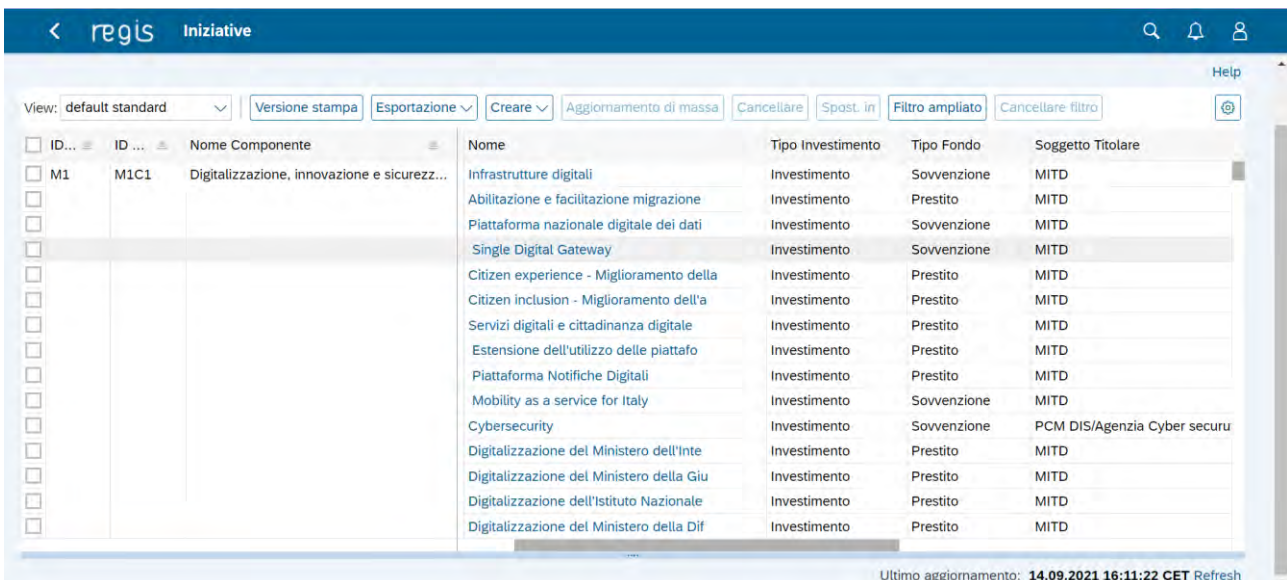 regis Iniziative
Help
View: default standard Versione stampa Esportazione Creare Aggiornamento di massa Cancellare Spost. in Filtro ampliato Cancellare filtro
ID... ID ... Nome Componente Nome Tipo Investimento Tipo Fondo Soggetto Titolare
M1 M1C1 Digitalizzazione, innovazione e sicurezz... Infrastrutture digitali Investimento Sovvenzione MITD
Abilitazione e facilitazione migrazione Investimento Prestito MITD
Piattaforma nazionale digitale dei dati Investimento Sovvenzione MITD
Single Digital Gateway Investimento Sovvenzione MITD
Citizen experience - Miglioramento della Investimento Prestito MITD
Citizen inclusion - Miglioramento dell'a Investimento Prestito MITD
Servizi digitali e cittadinanza digitale Investimento Prestito MITD
Estensione dell'utilizzo delle piattafo Investimento Prestito MITD
Piattaforma Notifiche Digitali Investimento Prestito MITD
Mobility as a service for Italy Investimento Sovvenzione MITD
Cybersecurity Investimento Sovvenzione PCM DIS/Agenzia Cyber securu
Digitalizzazione del Ministero dell'Inte Investimento Prestito MITD
Digitalizzazione del Ministero della Giu Investimento Prestito MITD
Digitalizzazione dell'Istituto Nazionale Investimento Prestito MITD
Digitalizzazione del Ministero della Dif Investimento Prestito MITD
Ultimo aggiornamento: 14.09.2021 16:11:22 CET Refresh